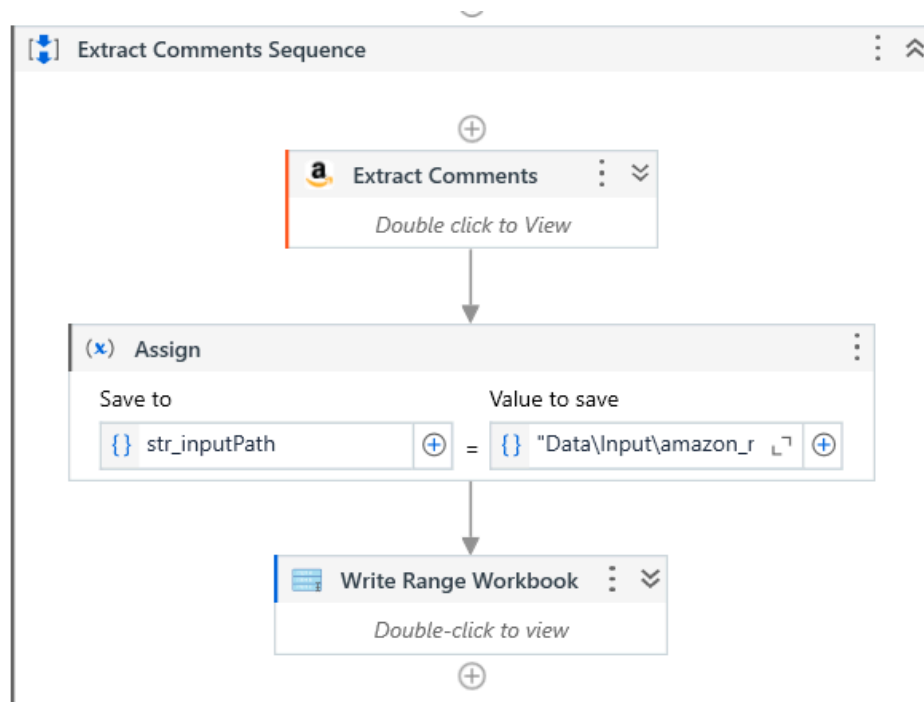 Extract Comments Sequence
Extract Comments
Double click to View
Assign
Save to
Value to save
str_inputPath
=
"Data\Input\amazon_r
Write Range Workbook
Double-click to view